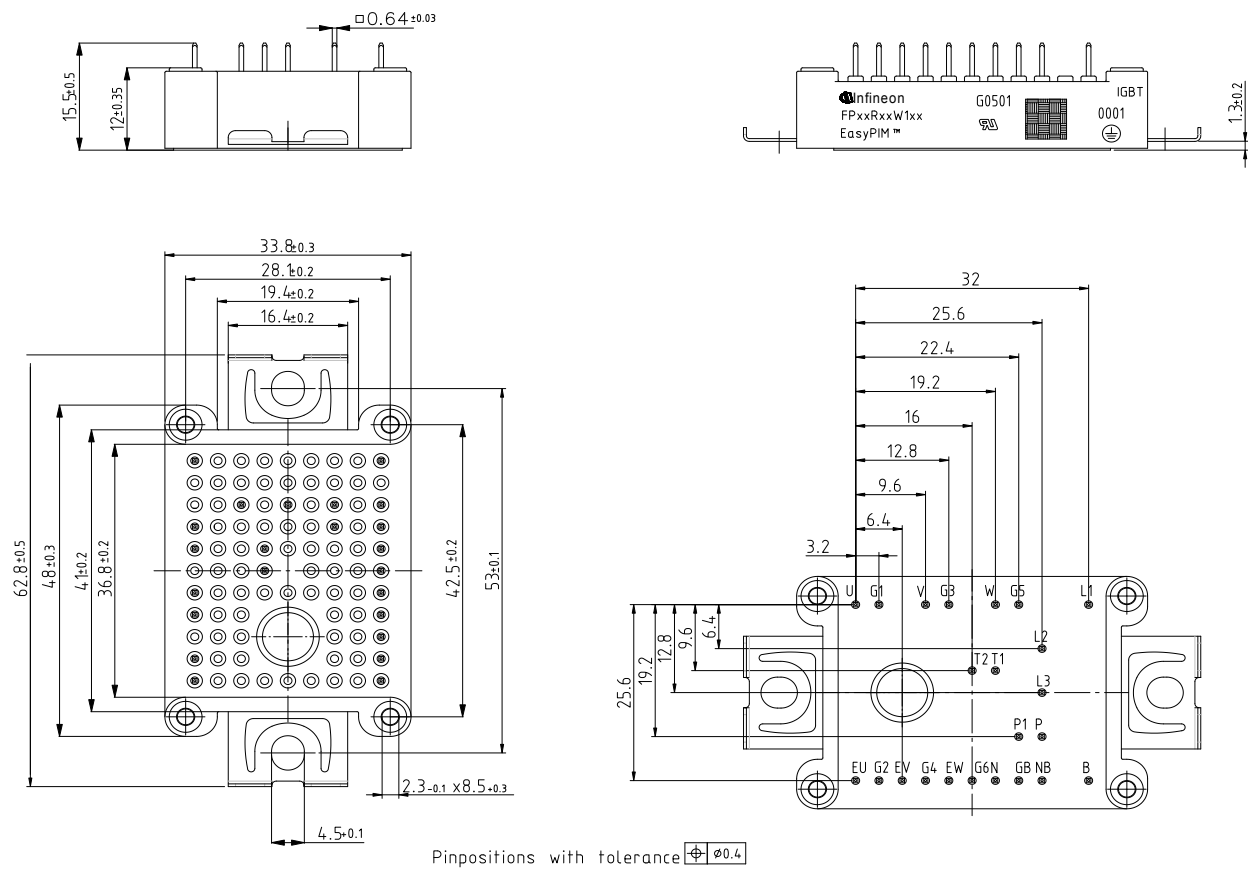 □0.64±0.03
15.5±0.5
12±0.35
Infineon
FPxxRxxW1xx
EasyPIM™
G0501
IGBT
0001
1.3±0.2
33.8±0.3
28.1±0.2
19.4±0.2
16.4±0.2
62.8±0.5
48±0.3
41±0.2
36.8±0.2
53±0.1
42.5±0.2
2.3-0.1 x8.5+0.3
4.5+0.1
32
25.6
22.4
19.2
16
12.8
9.6
6.4
3.2
U G1 V G3 W G5 L1
L2
T2 T1
L3
P1 P
EU G2 EV G4 EW G6 N GB NB B
6.4
9.6
12.8
19.2
25.6
Pinpositions with tolerance ⌖ ⌀0.4